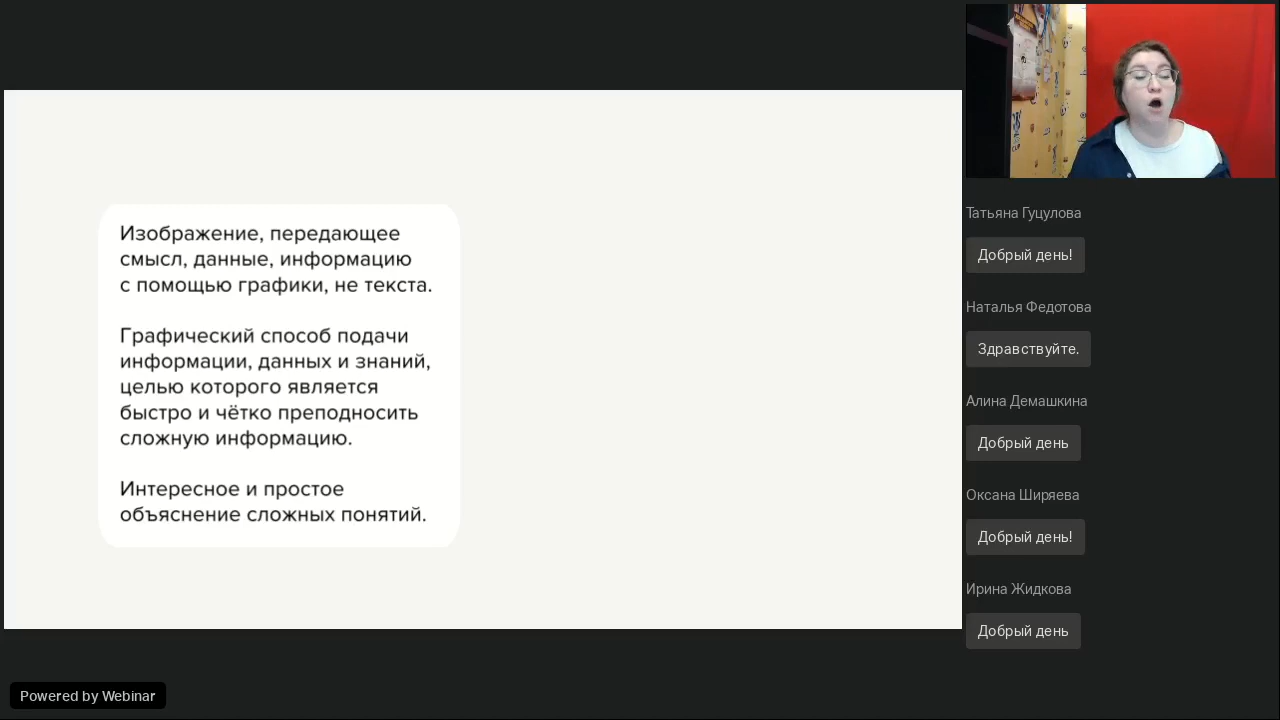 Изображение, передающее
смысл, данные, информацию
с помощью графики, не текста.
Графический способ подачи
информации, данных и знаний,
целью которого является
быстро и чётко преподносить
сложную информацию.
Интересное и простое
объяснение сложных понятий.
Татьяна Гуцулова
Добрый день!
Наталья Федотова
Здравствуйте.
Алина Демашкина
Добрый день
Оксана Ширяева
Добрый день!
Ирина Жидкова
Добрый день
Powered by Webinar